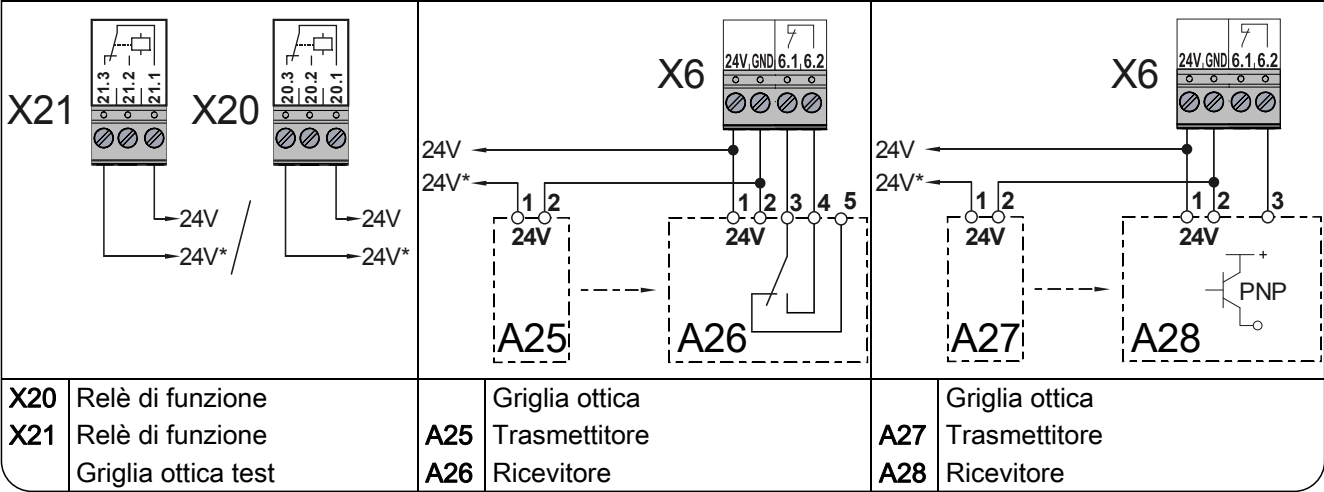 21.3 21.2 21.1
X21
20.3 20.2 20.1
X20
24V
24V* /
24V
24V*
24V GND 6.1 6.2
X6
24V
24V*
1 2
24V
1 2 3 4 5
24V
A25
A26
24V GND 6.1 6.2
X6
24V
24V*
1 2
24V
1 2 3
24V
+
PNP
A27
A28
X20 Relè di funzione
X21 Relè di funzione
Griglia ottica test
Griglia ottica
A25 Trasmettitore
A26 Ricevitore
Griglia ottica
A27 Trasmettitore
A28 Ricevitore